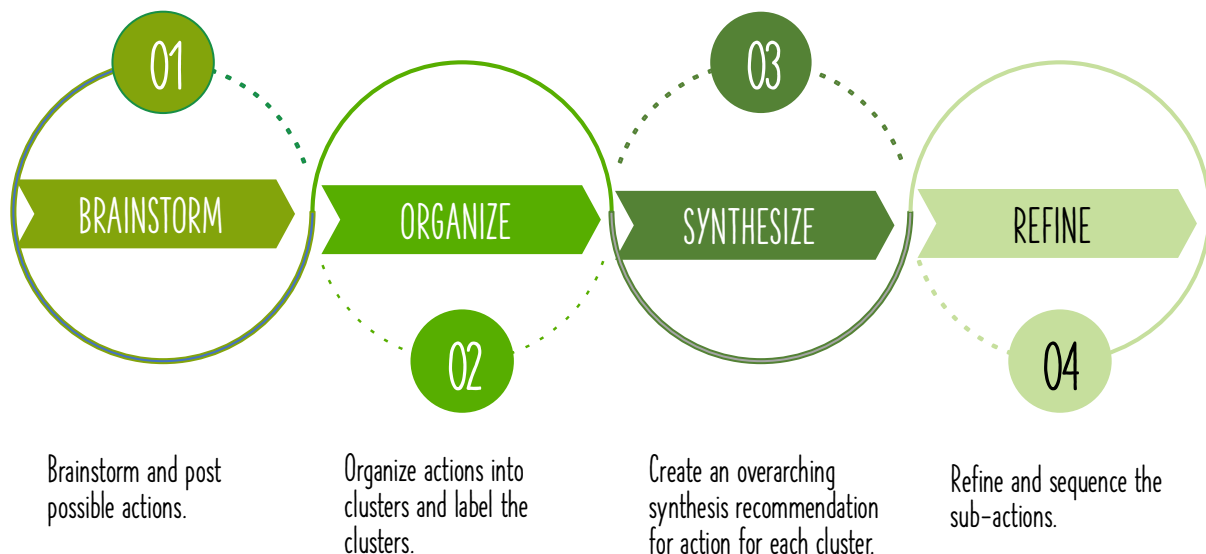 01
BRAINSTORM
Brainstorm and post
possible actions.
02
ORGANIZE
Organize actions into
clusters and label the
clusters.
03
SYNTHESIZE
Create an overarching
synthesis recommendation
for action for each cluster.
04
REFINE
Refine and sequence the
sub-actions.